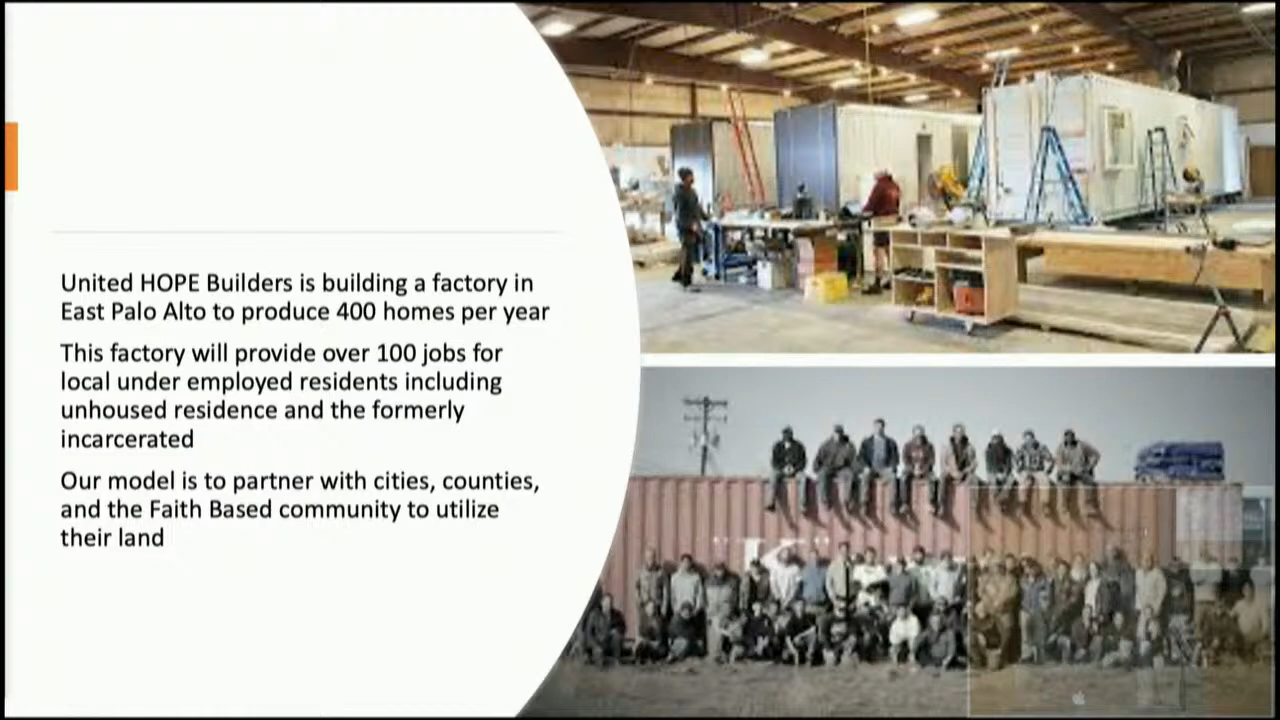 United HOPE Builders is building a factory in
East Palo Alto to produce 400 homes per year
This factory will provide over 100 jobs for
local under employed residents including
unhoused residence and the formerly
incarcerated
Our model is to partner with cities, counties,
and the Faith Based community to utilize
their land